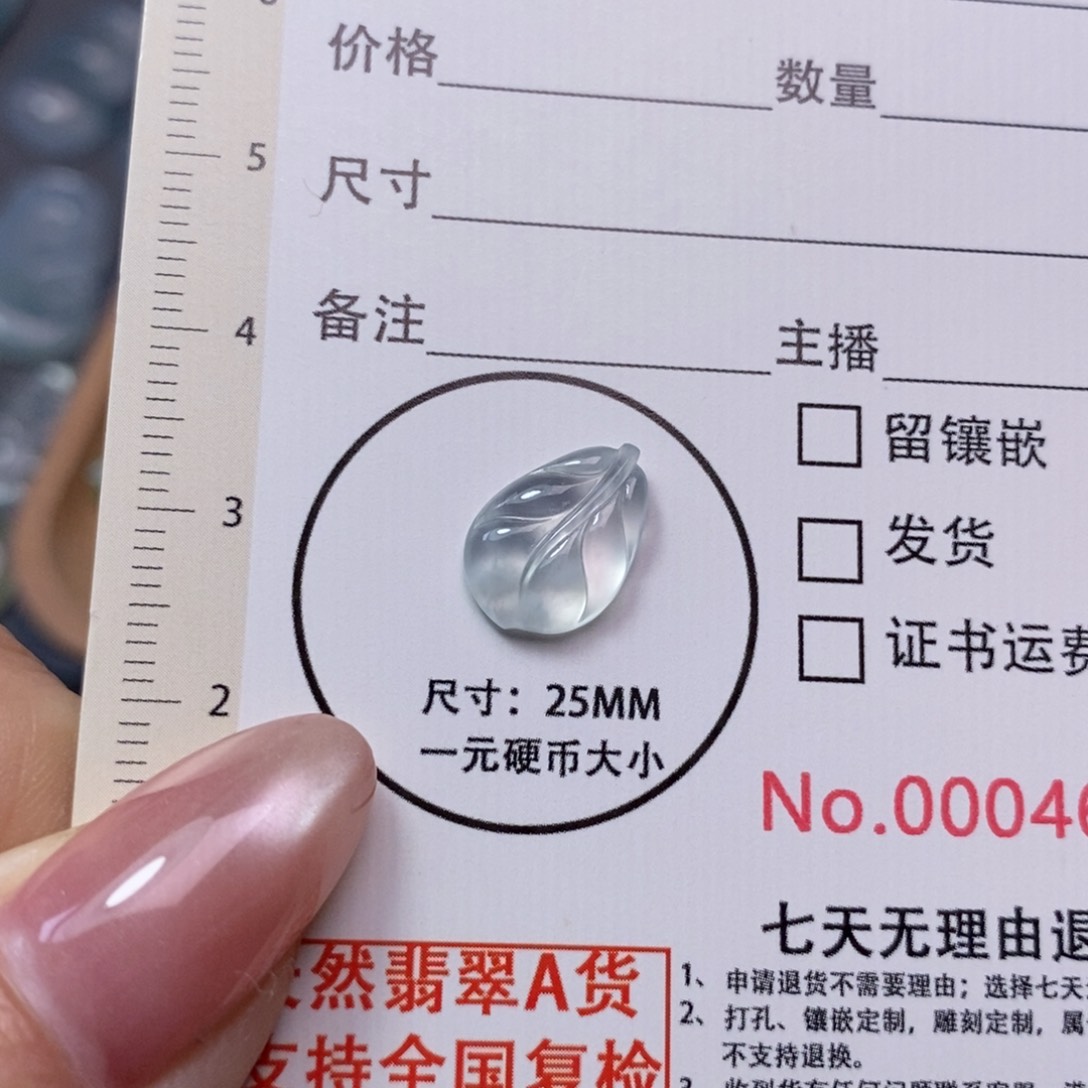 价格 数量
5
尺寸
4
备注 主播
留镶嵌
3
发货
证书运费
2
尺寸：25MM
一元硬币大小
No.00046
七天无理由退
然翡翠A货
支持全国复检
1、申请退货不需要理由；选择七天
2、打孔、镶嵌定制，雕刻定制，属
不支持退换。